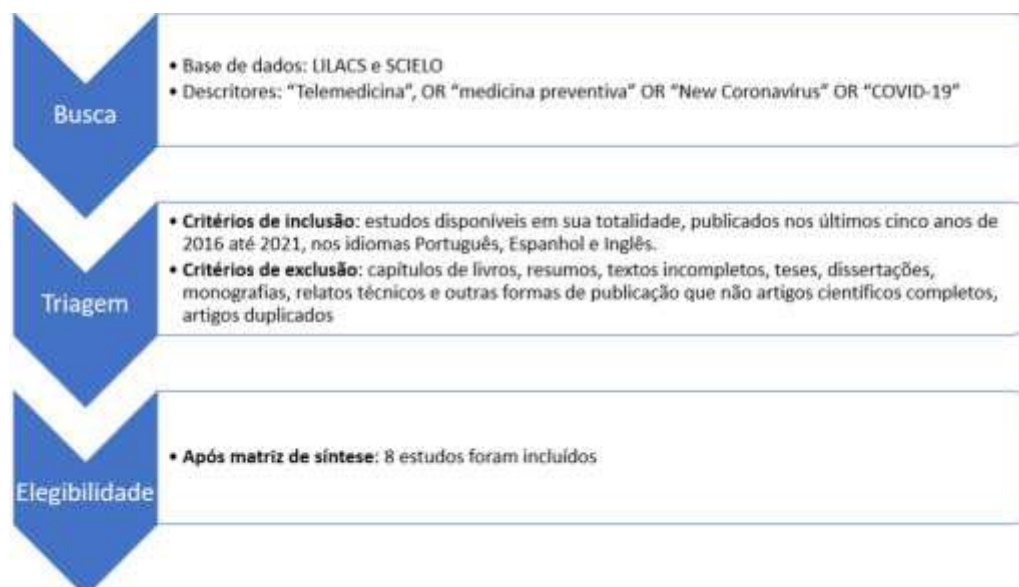 Busca
• Base de dados: LILACS e SCIELO
• Descritores: “Telemedicina”, OR “medicina preventiva” OR “New Coronavírus” OR “COVID-19”
Triagem
• Critérios de inclusão: estudos disponíveis em sua totalidade, publicados nos últimos cinco anos de
2016 até 2021, nos idiomas Português, Espanhol e Inglês.
• Critérios de exclusão: capítulos de livros, resumos, textos incompletos, teses, dissertações,
monografias, relatos técnicos e outras formas de publicação que não artigos científicos completos,
artigos duplicados
Elegibilidade
• Após matriz de síntese: 8 estudos foram incluídos